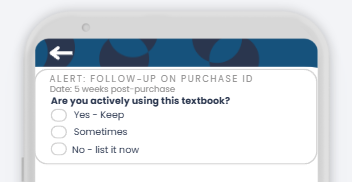 ALERT: FOLLOW-UP ON PURCHASE ID
Date: 5 weeks post-purchase
Are you actively using this textbook?
Yes - Keep
Sometimes
No - list it now